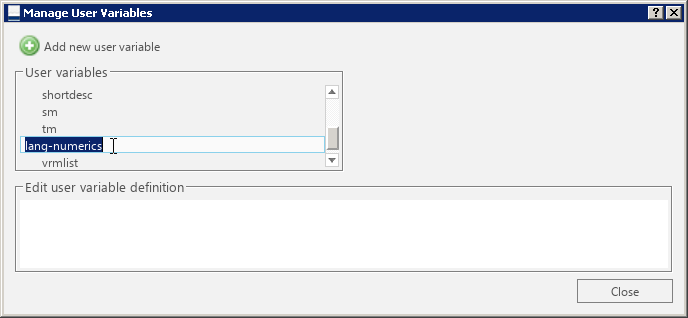 Manage User Variables
Add new user variable
User variables
shortdesc
sm
tm
lang-numerics
vrmlist
Edit user variable definition
Close